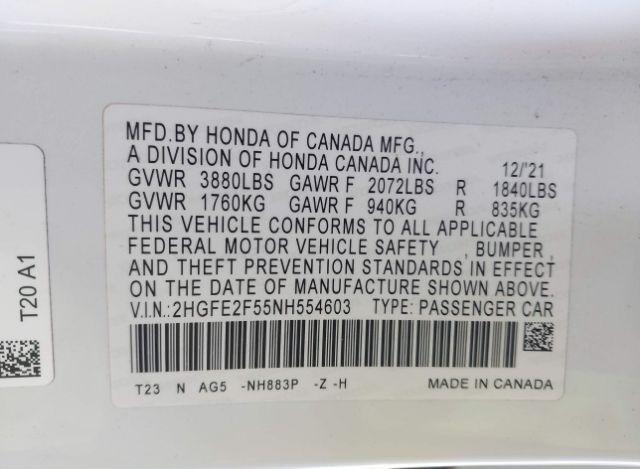 MFD.BY HONDA OF CANADA MFG.,
A DIVISION OF HONDA CANADA INC. 12/'21
GVWR 3880LBS GAWR F 2072LBS R 1840LBS
GVWR 1760KG GAWR F 940KG R 835KG
THIS VEHICLE CONFORMS TO ALL APPLICABLE
FEDERAL MOTOR VEHICLE SAFETY , BUMPER ,
AND THEFT PREVENTION STANDARDS IN EFFECT
ON THE DATE OF MANUFACTURE SHOWN ABOVE.
V.I.N.:2HGFE2F55NH554603 TYPE: PASSENGER CAR
T23 N AG5 -NH883P -Z -H MADE IN CANADA
T20 A1